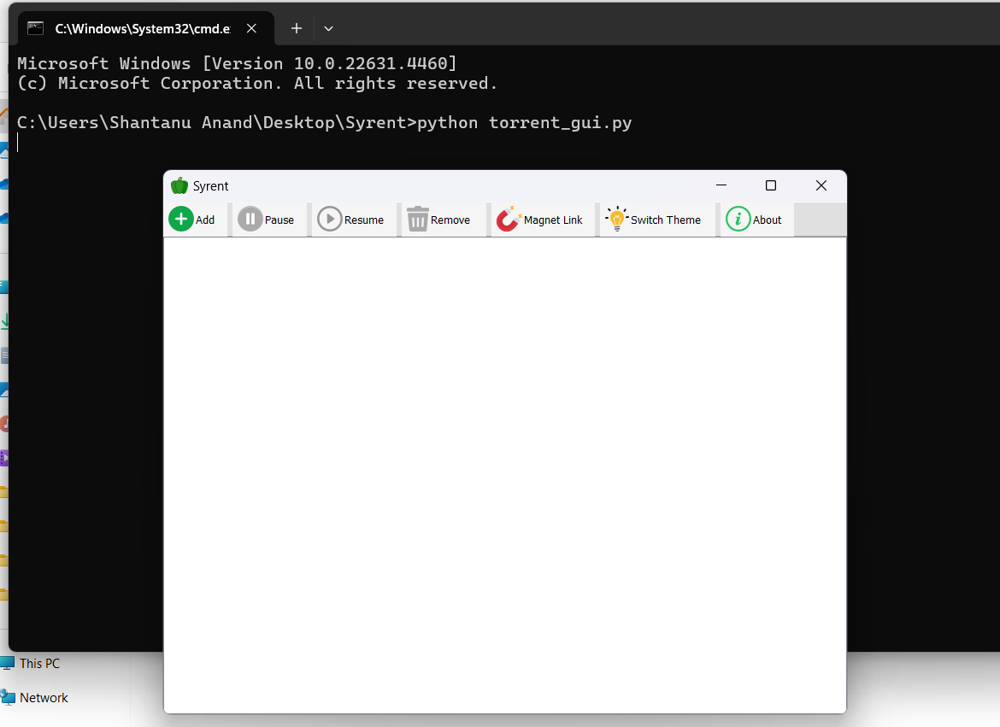 C:\Windows\System32\cmd.e
Microsoft Windows [Version 10.0.22631.4460]
(c) Microsoft Corporation. All rights reserved.
C:\Users\Shantanu Anand\Desktop\Syrent>python torrent_gui.py
Syrent
Add Pause Resume Remove Magnet Link Switch Theme About
This PC
Network